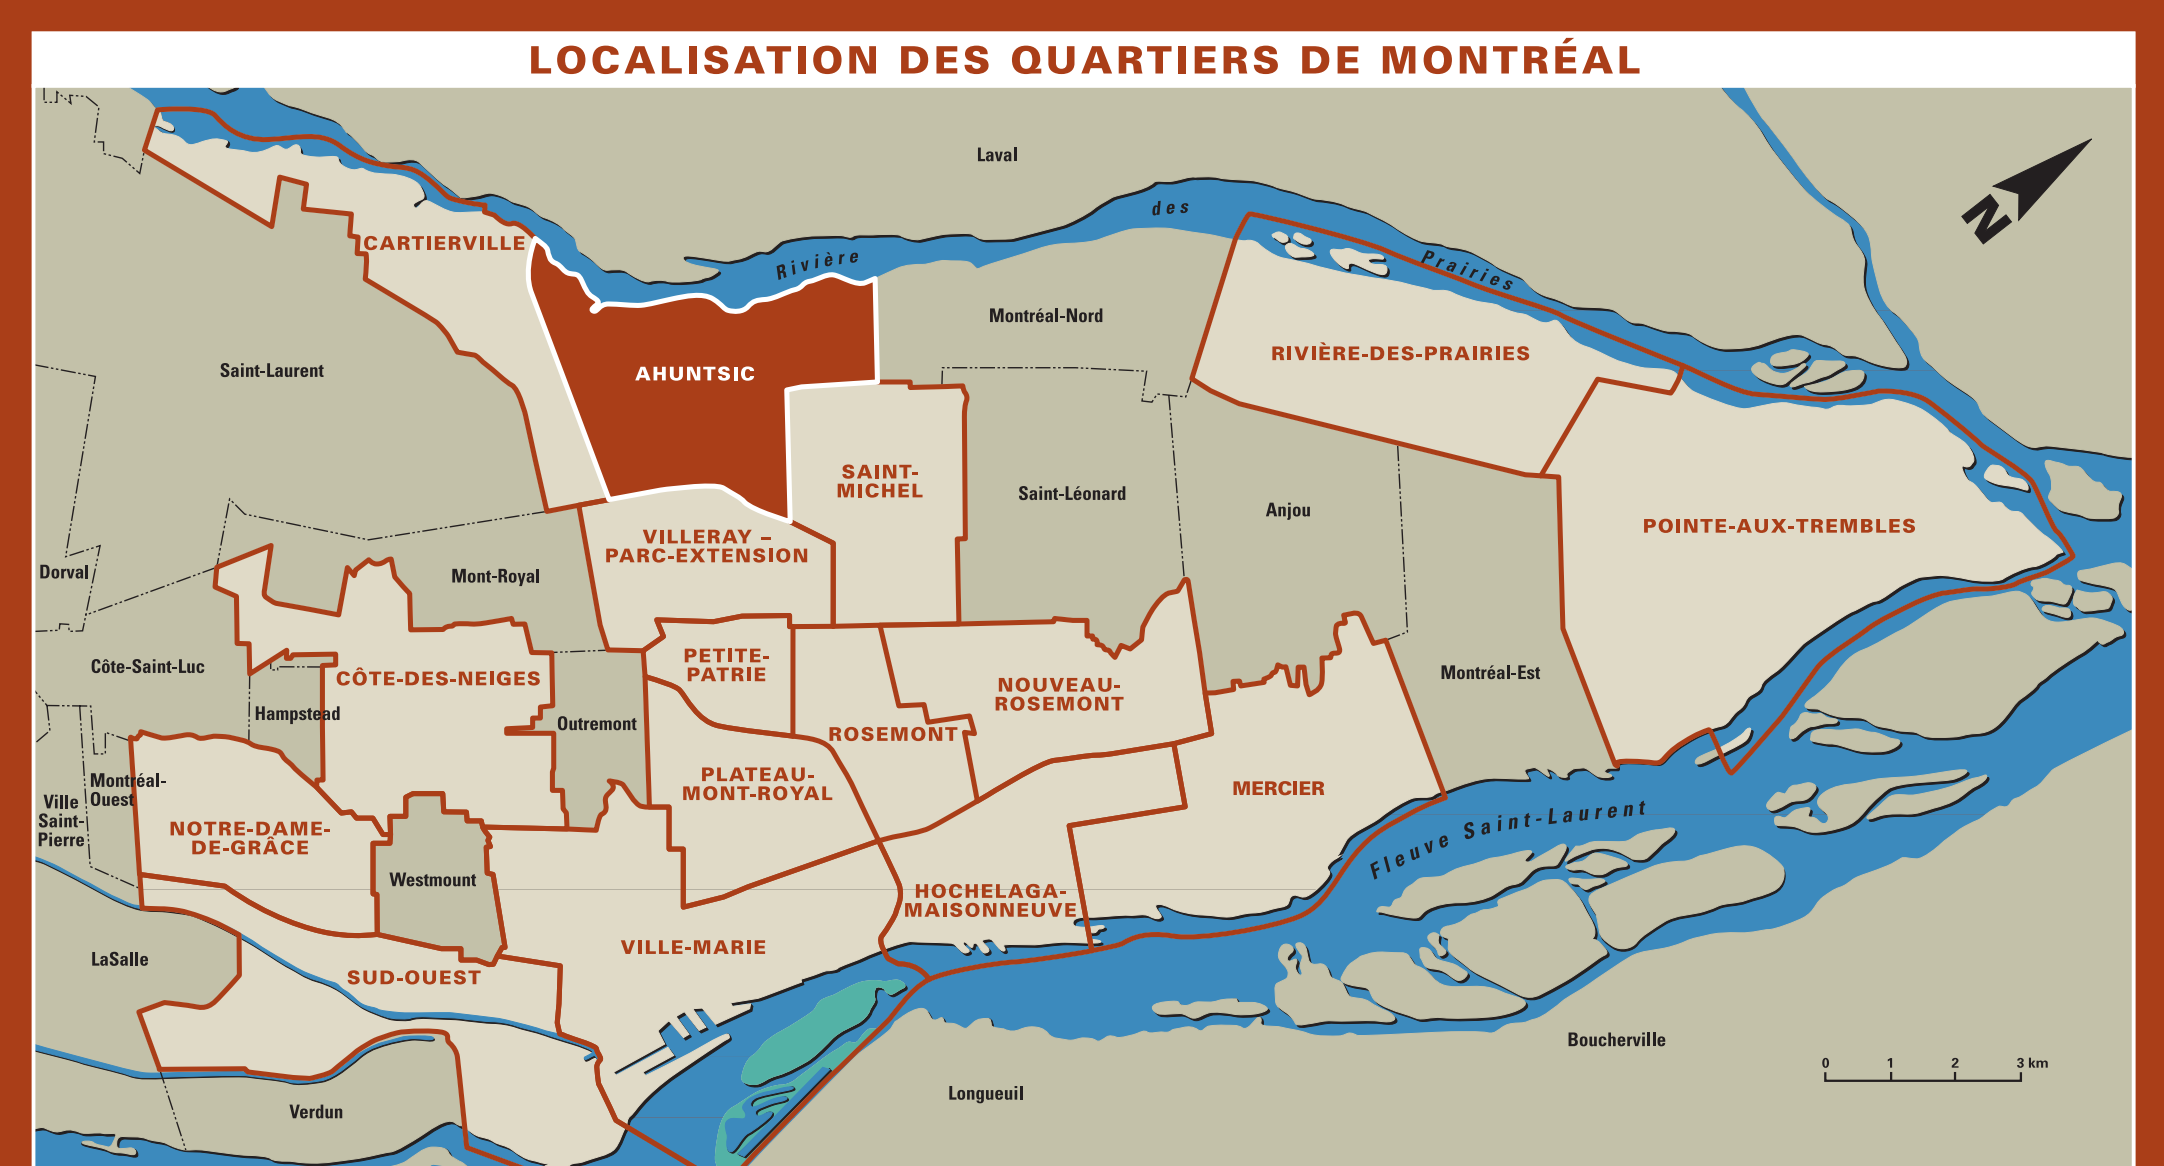 LOCALISATION DES QUARTIERS DE MONTRÉAL
Laval
des
N
CARTIERVILLE
Rivière
Prairies
Montréal-Nord
RIVIÈRE-DES-PRAIRIES
Saint-Laurent
AHUNTSIC
SAINT-
MICHEL
Saint-Léonard
Anjou
POINTE-AUX-TREMBLES
VILLERAY –
PARC-EXTENSION
Dorval
Mont-Royal
Côte-Saint-Luc
CÔTE-DES-NEIGES
PETITE-
PATRIE
NOUVEAU-
ROSEMONT
Montréal-Est
Hampstead
Outremont
ROSEMONT
Montréal-
Ouest
PLATEAU-
MONT-ROYAL
MERCIER
Ville
Saint-
Pierre
NOTRE-DAME-
DE-GRÂCE
Fleuve Saint-Laurent
Westmount
HOCHELAGA-
MAISONNEUVE
LaSalle
SUD-OUEST
VILLE-MARIE
Boucherville
0 1 2 3 km
Longueuil
Verdun